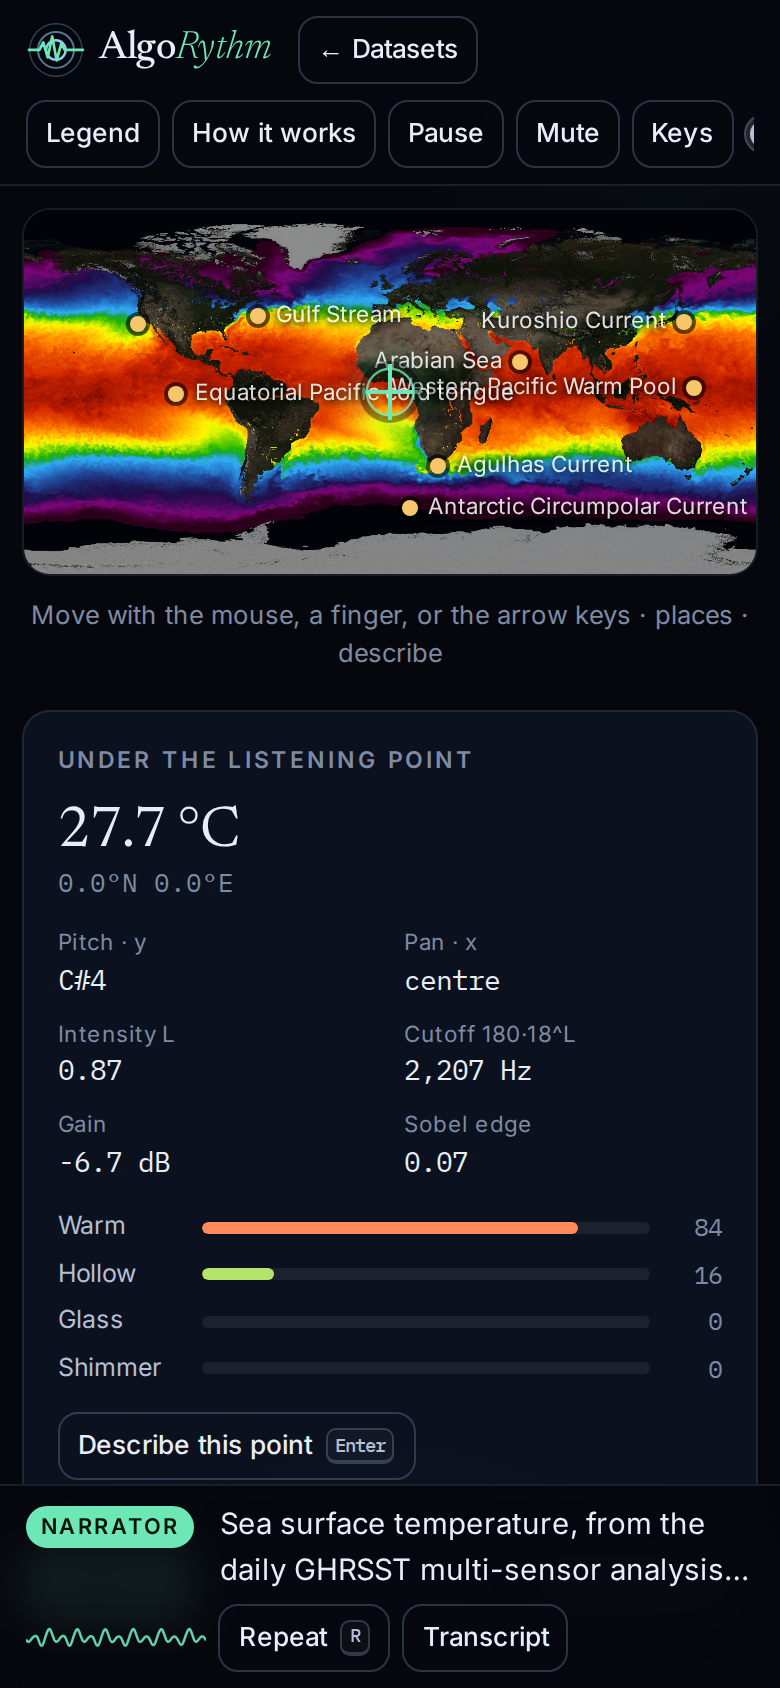 AlgoRythm
← Datasets
Legend
How it works
Pause
Mute
Keys
Gulf Stream
Kuroshio Current
Arabian Sea
Western Pacific Warm Pool
Equatorial Pacific cold tongue
Agulhas Current
Antarctic Circumpolar Current
Move with the mouse, a finger, or the arrow keys · places ·
describe
UNDER THE LISTENING POINT
27.7 °C
0.0°N 0.0°E
Pitch · y
C#4
Pan · x
centre
Intensity L
0.87
Cutoff 180·18^L
2,207 Hz
Gain
-6.7 dB
Sobel edge
0.07
Warm 84
Hollow 16
Glass 0
Shimmer 0
Describe this point Enter
NARRATOR
Sea surface temperature, from the
daily GHRSST multi-sensor analysis...
Repeat R
Transcript